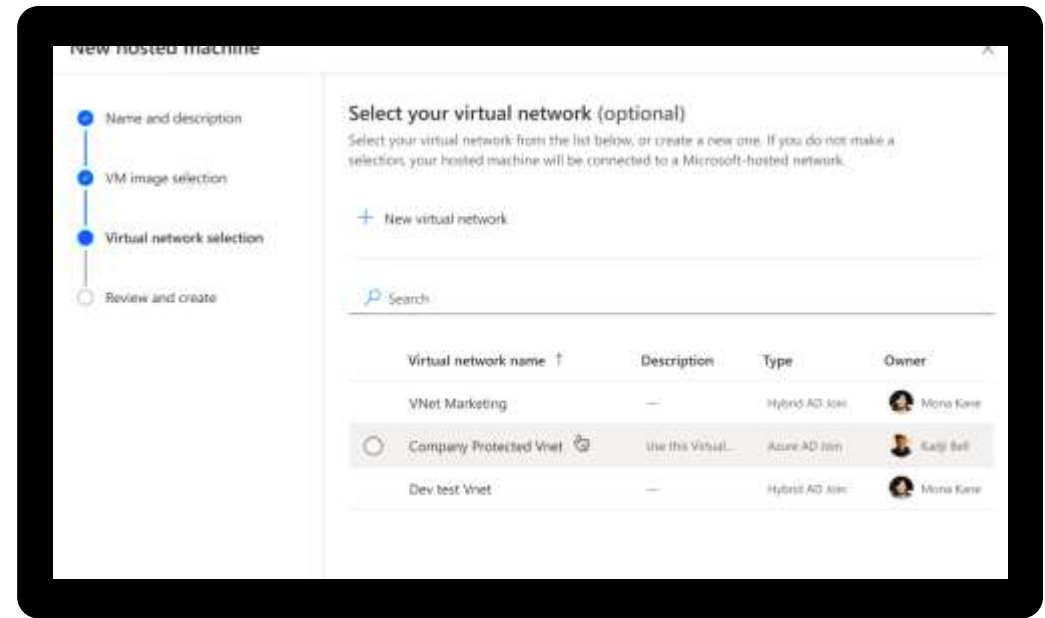 New hosted machine
Name and description
VM image selection
Virtual network selection
Review and create
Select your virtual network (optional)
Select your virtual network from the list below, or create a new one. If you do not make a
selection, your hosted machine will be connected to a Microsoft-hosted network.
+ New virtual network
Search
Virtual network name ↑ Description Type Owner
VNet Marketing — Hybrid AD Join Mona Kane
Company Protected Vnet Use this Virtual... Azure AD Join Bell
Dev test Vnet — Hybrid AD Join Mona Kane